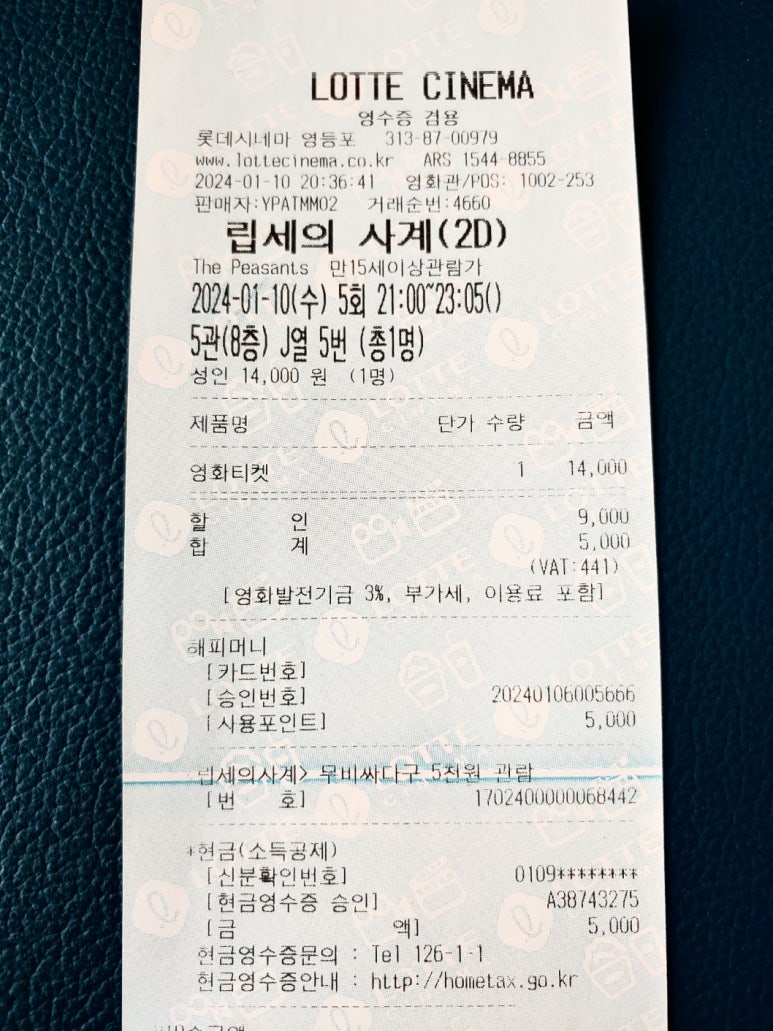 LOTTE CINEMA
영수증 겸용
롯데시네마 영등포 313-87-00979
www.lottecinema.co.kr ARS 1544-8855
2024-01-10 20:36:41 영화관/POS: 1002-253
판매자:YPATMM02 거래순번:4660
립세의 사계(2D)
The Peasants 만15세이상관람가
2024-01-10(수) 5회 21:00~23:05()
5관(8층) J열 5번 (총1명)
성인 14,000 원 (1명)
제품명 단가 수량 금액
영화티켓 1 14,000
할 인 9,000
합 계 5,000
(VAT:441)
[영화발전기금 3%, 부가세, 이용료 포함]
해피머니
[카드번호]
[승인번호] 20240106005666
[사용포인트] 5,000
립세의사계> 무비싸다구 5천원 관람
[번 호] 1702400000068442
*현금(소득공제)
[신분확인번호] 0109********
[현금영수증 승인] A38743275
[금 액] 5,000
현금영수증문의 : Tel 126-1-1
현금영수증안내 : http://hometax.go.kr